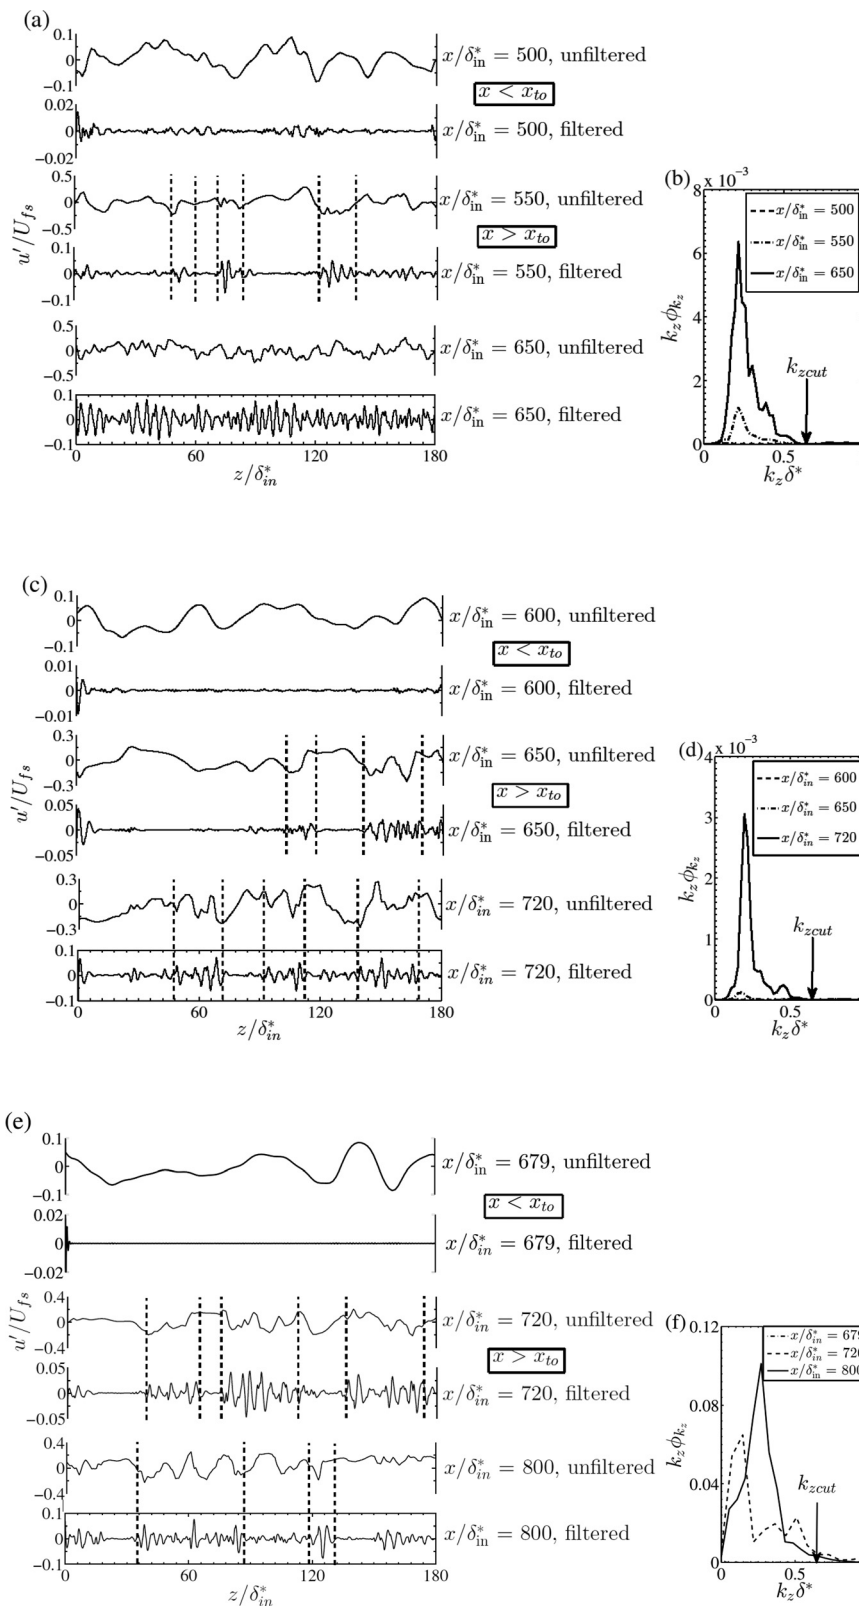 (a)
0.1
0
−0.1
x/δ*in = 500, unfiltered
x < xto
0.02
0
−0.02
x/δ*in = 500, filtered
0.5
0
−0.5
x/δ*in = 550, unfiltered
x > xto
u′/Ufs
0.1
0
−0.1
x/δ*in = 550, filtered
0.5
0
−0.5
x/δ*in = 650, unfiltered
0.1
0
−0.1
x/δ*in = 650, filtered
0 60 120 180
z/δ*in
(b)
8 x 10−3
6
4
2
0
kzϕkz
x/δ*in = 500
x/δ*in = 550
x/δ*in = 650
kzcut
0 0.5
kzδ*
(c)
0.1
0
−0.1
x/δ*in = 600, unfiltered
x < xto
0.01
0
−0.01
x/δ*in = 600, filtered
0.3
0
−0.3
x/δ*in = 650, unfiltered
x > xto
u′/Ufs
0.05
0
−0.05
x/δ*in = 650, filtered
0.3
0
−0.3
x/δ*in = 720, unfiltered
0.1
0
−0.1
x/δ*in = 720, filtered
0 60 120 180
z/δ*in
(d)
4 x 10−3
3
2
1
0
kzϕkz
x/δ*in = 600
x/δ*in = 650
x/δ*in = 720
kzcut
0 0.5
kzδ*
(e)
0.1
0
−0.1
x/δ*in = 679, unfiltered
x < xto
0.02
0
−0.02
x/δ*in = 679, filtered
0.4
0
−0.4
x/δ*in = 720, unfiltered
x > xto
u′/Ufs
0.05
0
−0.05
x/δ*in = 720, filtered
0.4
0
−0.4
x/δ*in = 800, unfiltered
0.1
0
−0.1
x/δ*in = 800, filtered
0 60 120 180
z/δ*in
(f)
0.12
0.08
0.04
0
kzϕkz
x/δ*in = 679
x/δ*in = 720
x/δ*in = 800
kzcut
0 0.5
kzδ*